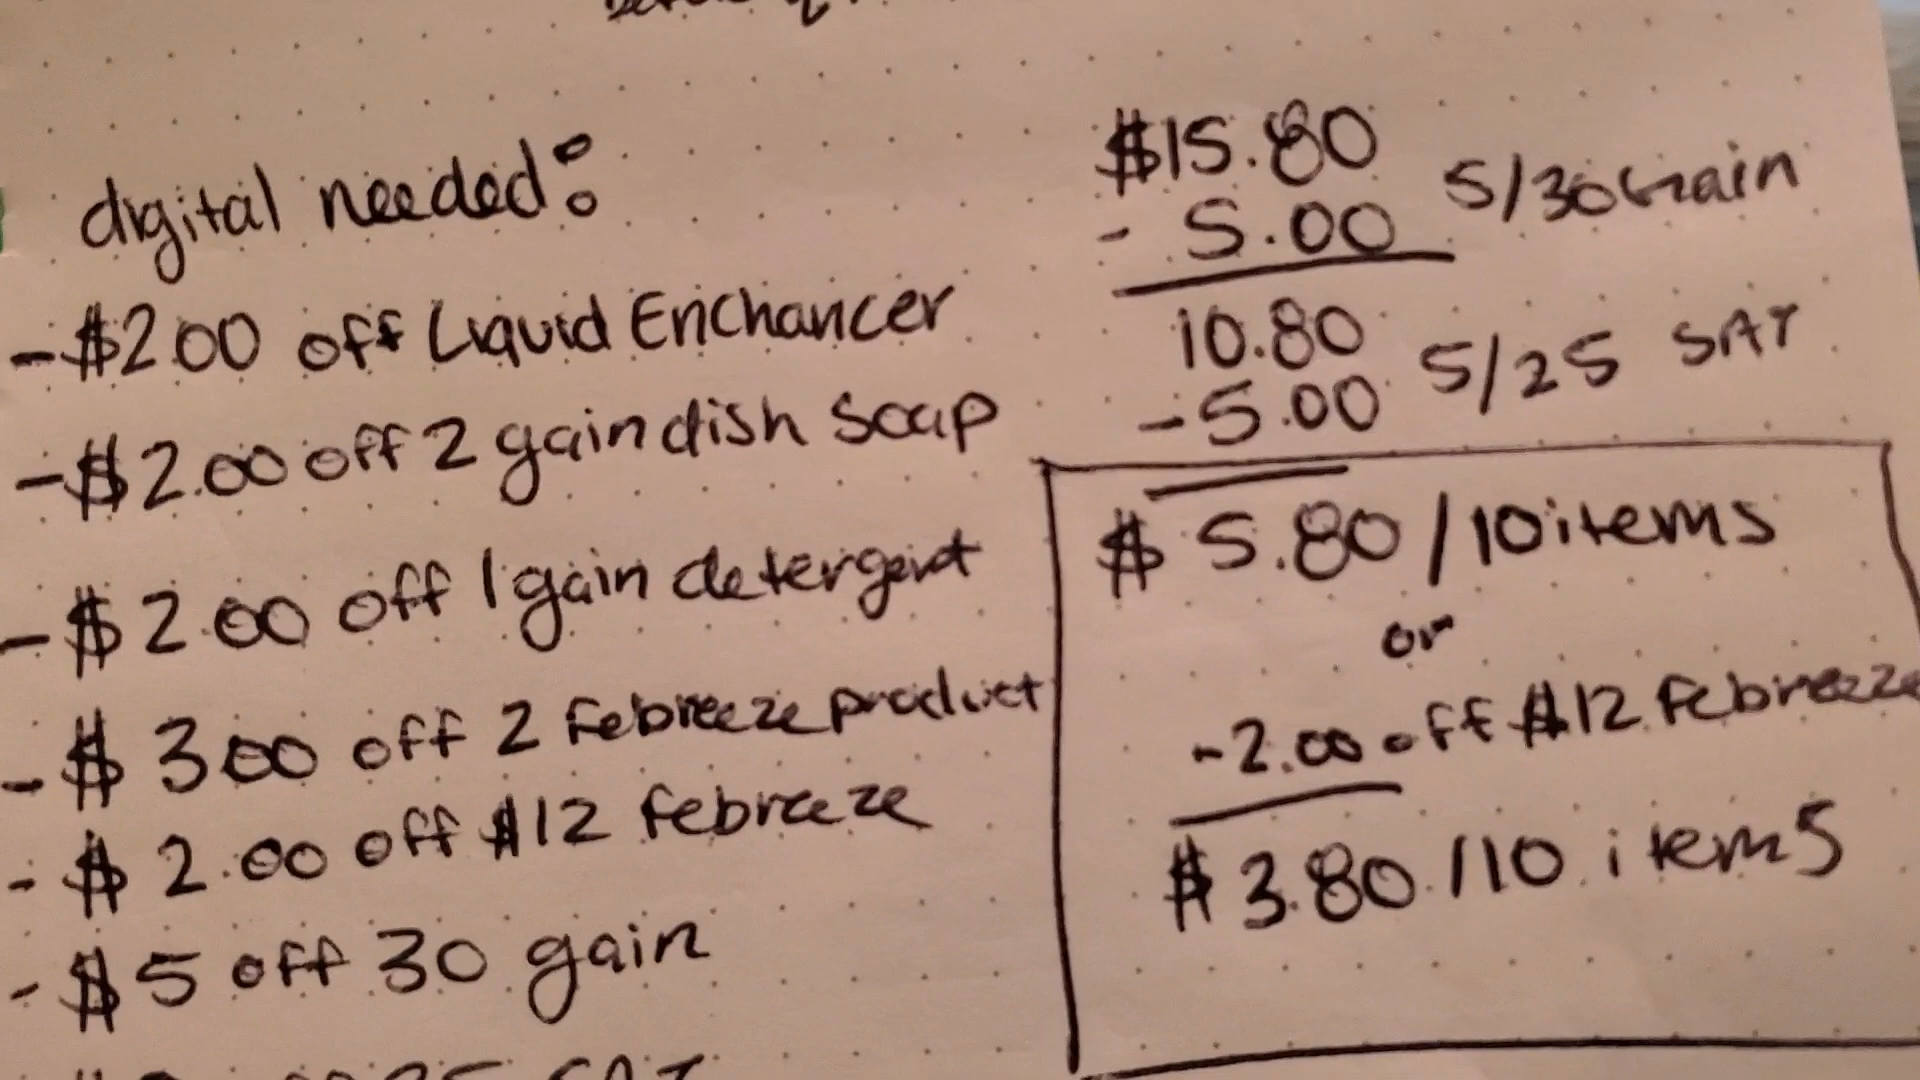 digital needed:
-$2.00 off Liquid Enchancer
-$2.00 off 2 gain dish soap
-$2.00 off 1 gain detergent
-$3.00 off 2 Febreeze product
-$2.00 off $12 febreeze
-$5 off 30 gain
$15.80
- 5.00 5/30 Gain
10.80
-5.00 5/25 SAT
$5.80/10 items
or
-2.00 off $12 Febreeze
$3.80/10 items